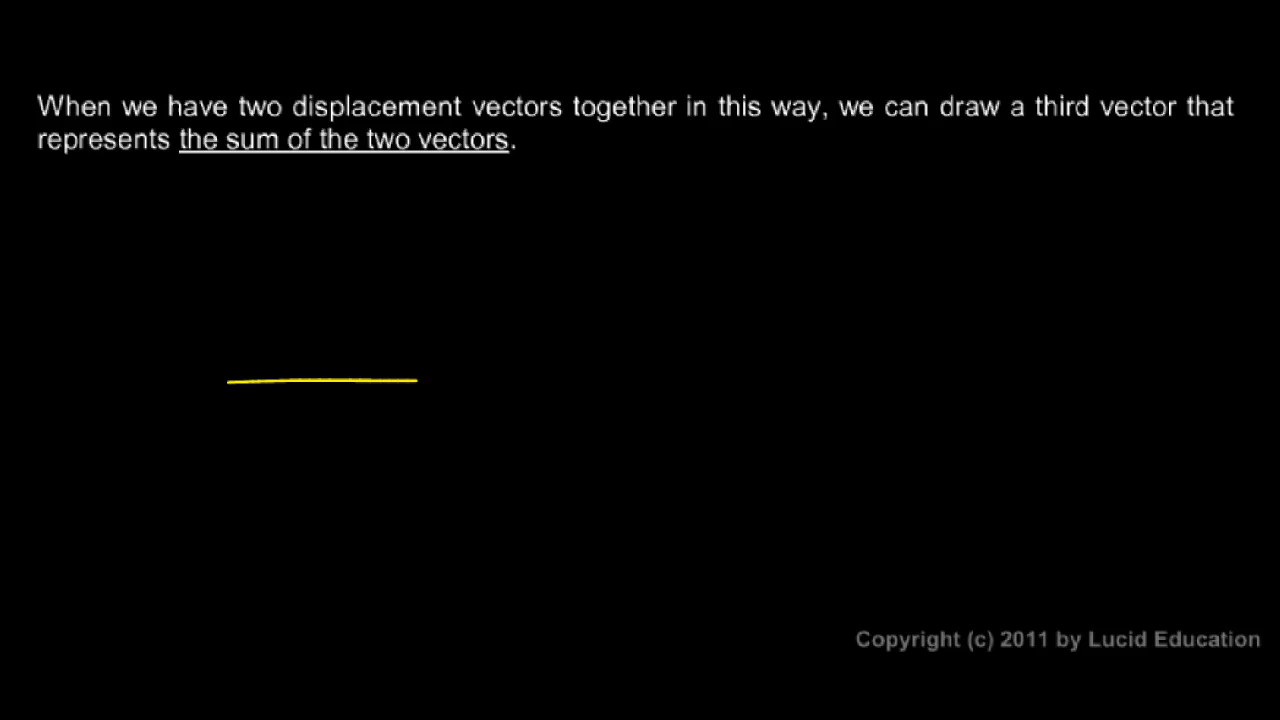 When we have two displacement vectors together in this way, we can draw a third vector that
represents the sum of the two vectors.
Copyright (c) 2011 by Lucid Education